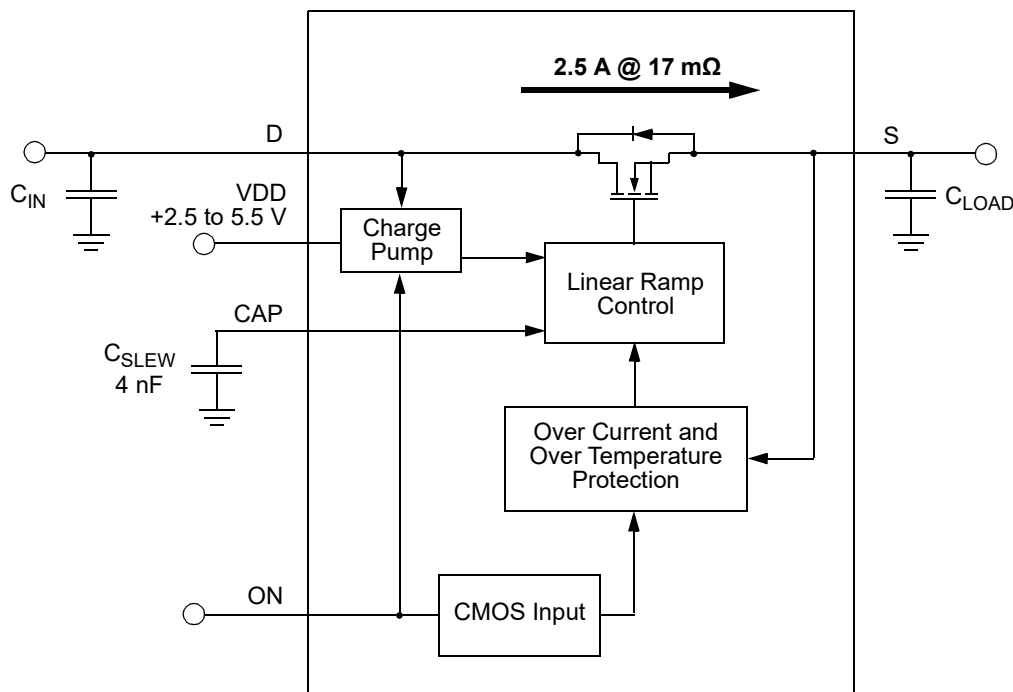 2.5 A @ 17 mΩ
D
S
C_IN
VDD
+2.5 to 5.5 V
Charge
Pump
C_LOAD
Linear Ramp
Control
CAP
C_SLEW
4 nF
Over Current and
Over Temperature
Protection
ON
CMOS Input